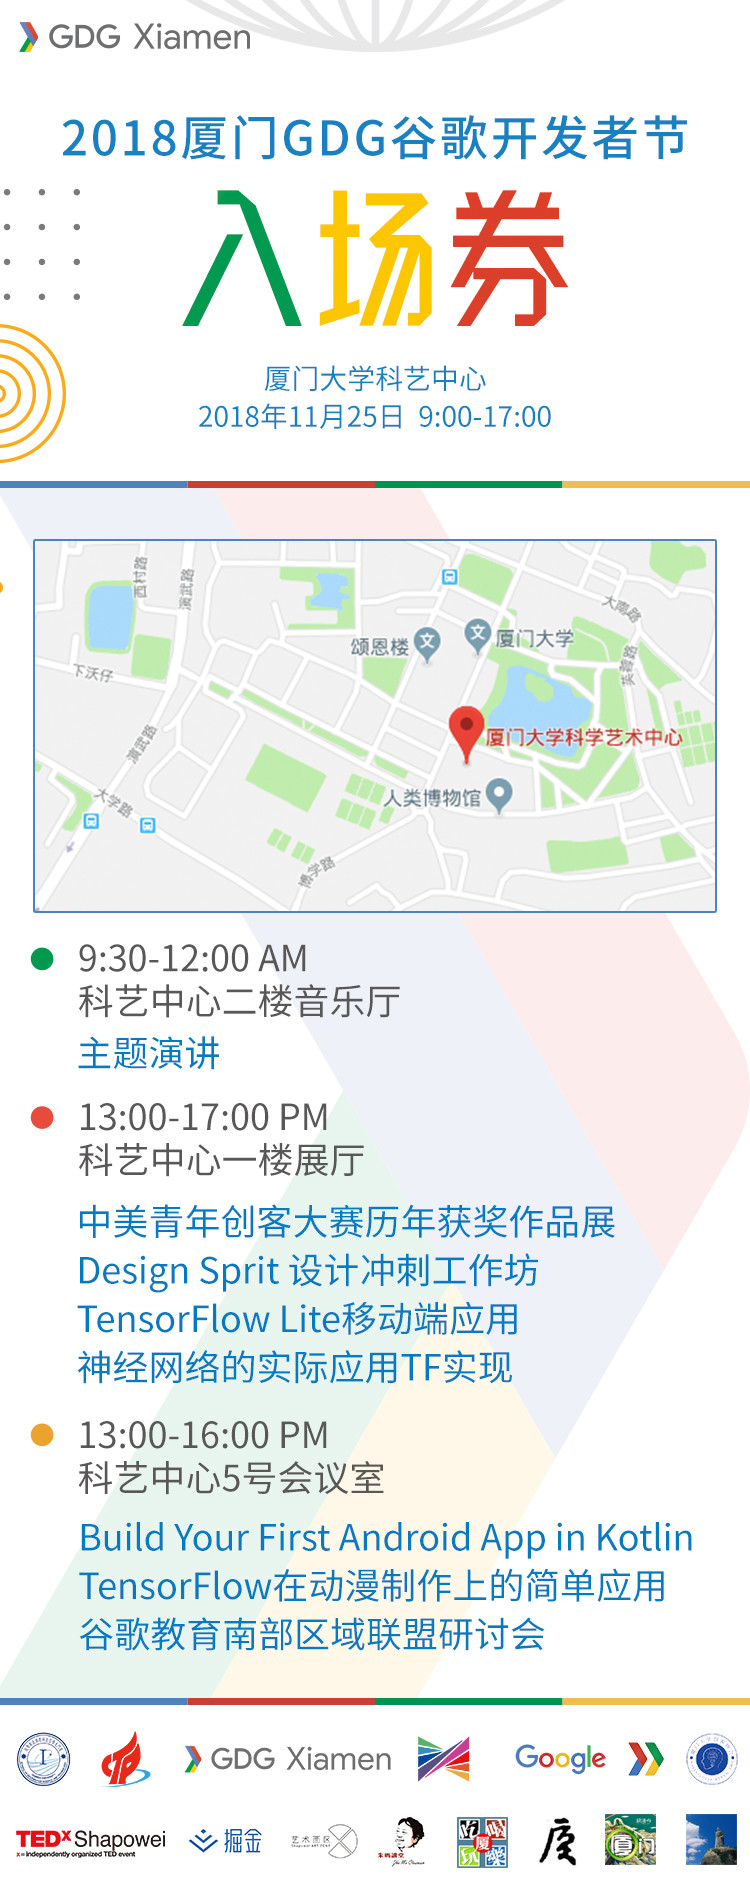 GDG Xiamen
2018厦门GDG谷歌开发者节
入场券
厦门大学科艺中心
2018年11月25日 9:00-17:00
西村路
演武路
大南路
颂恩楼
厦门大学
芙蓉路
下沃仔
演武路
厦门大学科学艺术中心
大学路
人类博物馆
大学路
9:30-12:00 AM
科艺中心二楼音乐厅
主题演讲
13:00-17:00 PM
科艺中心一楼展厅
中美青年创客大赛历年获奖作品展
Design Sprit 设计冲刺工作坊
TensorFlow Lite移动端应用
神经网络的实际应用TF实现
13:00-16:00 PM
科艺中心5号会议室
Build Your First Android App in Kotlin
TensorFlow在动漫制作上的简单应用
谷歌教育南部区域联盟研讨会
GDG Xiamen
Google
TEDx Shapowei
x = independently organized TED event
掘金
艺术西区
厦
厦门